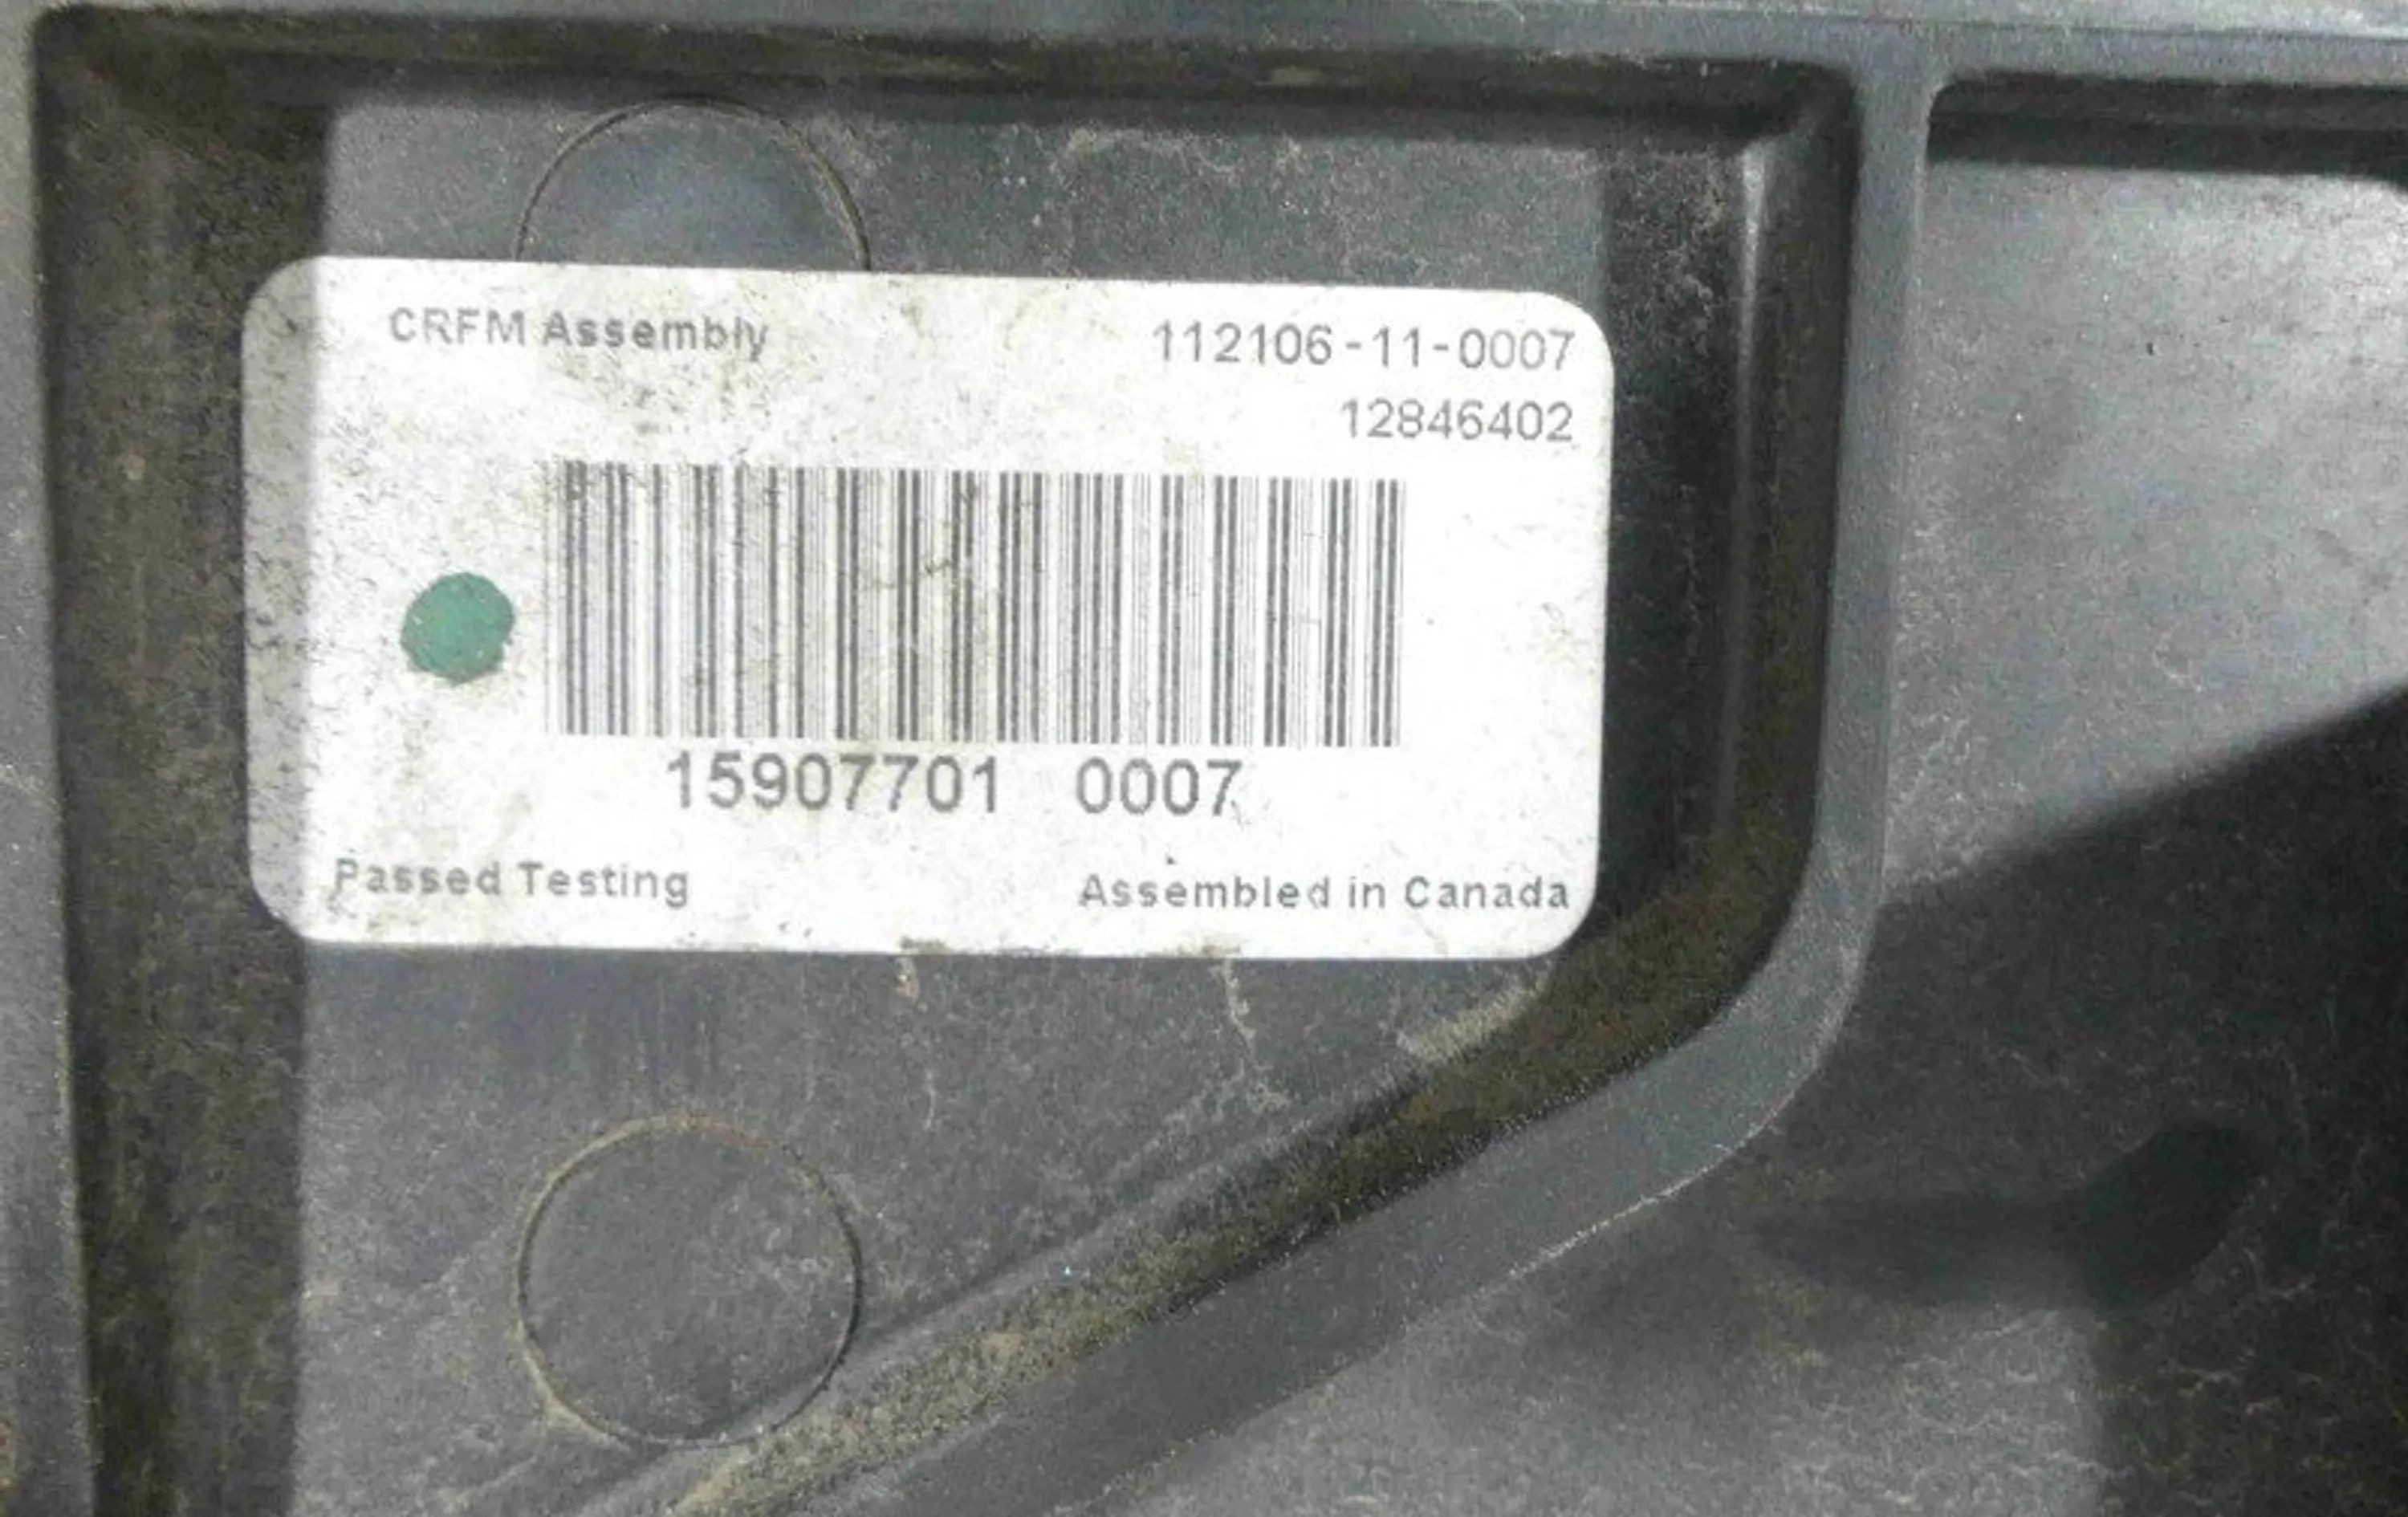 CRFM Assembly 112106-11-0007
12846402
15907701 0007
Passed Testing Assembled in Canada